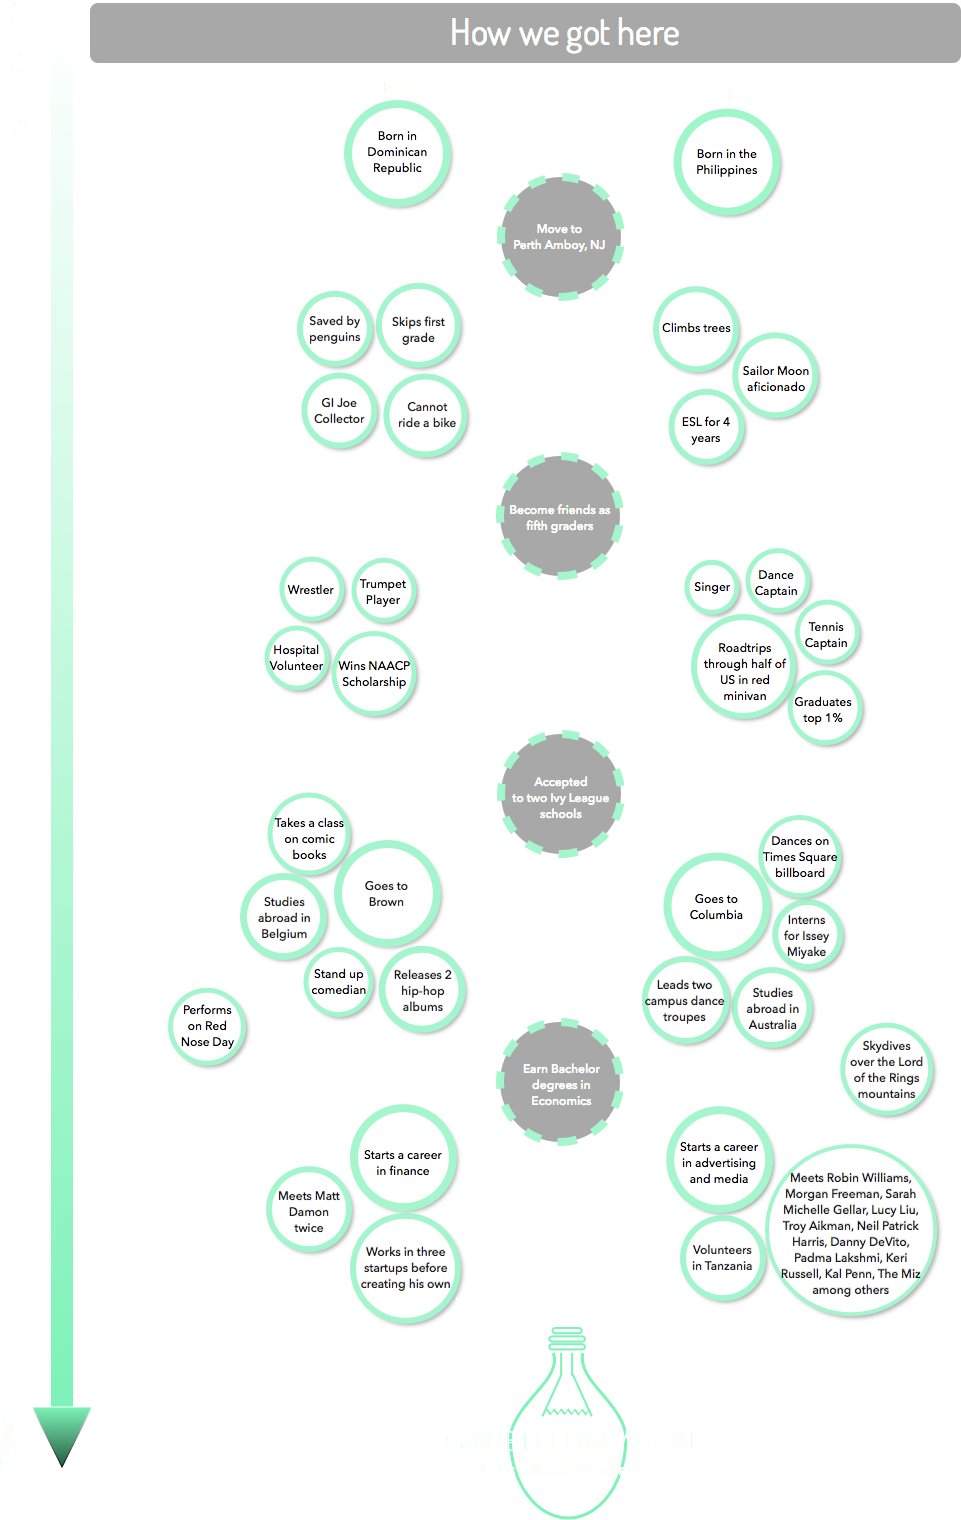 How we got here
Born in
Dominican
Republic
Born in the
Philippines
Move to
Perth Amboy, NJ
Saved by
penguins
Skips first
grade
GI Joe
Collector
Cannot
ride a bike
Climbs trees
Sailor Moon
aficionado
ESL for 4
years
Become friends as
fifth graders
Wrestler
Trumpet
Player
Hospital
Volunteer
Wins NAACP
Scholarship
Singer
Dance
Captain
Tennis
Captain
Roadtrips
through half of
US in red
minivan
Graduates
top 1%
Accepted
to two Ivy League
schools
Takes a class
on comic
books
Goes to
Brown
Studies
abroad in
Belgium
Stand up
comedian
Releases 2
hip-hop
albums
Performs
on Red
Nose Day
Dances on
Times Square
billboard
Goes to
Columbia
Interns
for Issey
Miyake
Leads two
campus dance
troupes
Studies
abroad in
Australia
Skydives
over the Lord
of the Rings
mountains
Earn Bachelor
degrees in
Economics
Starts a career
in finance
Meets Matt
Damon
twice
Works in three
startups before
creating his own
Starts a career
in advertising
and media
Volunteers
in Tanzania
Meets Robin Williams,
Morgan Freeman, Sarah
Michelle Gellar, Lucy Liu,
Troy Aikman, Neil Patrick
Harris, Danny DeVito,
Padma Lakshmi, Keri
Russell, Kal Penn, The Miz
among others